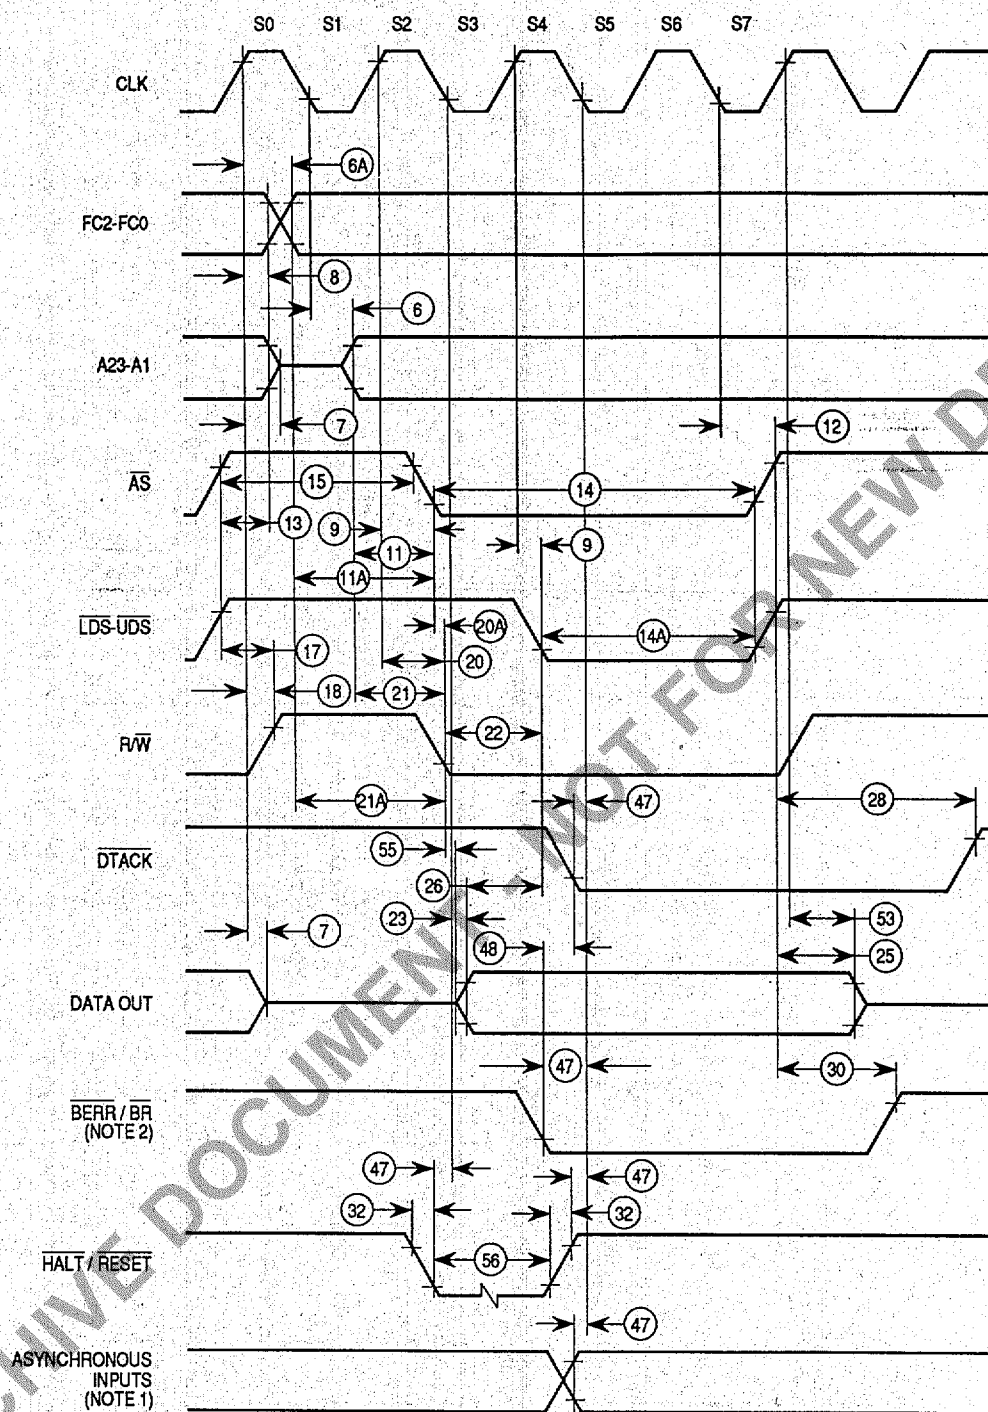 S0 S1 S2 S3 S4 S5 S6 S7
CLK
6A
FC2-FC0
8
6
A23-A1
7
12
AS
15
14
13
9
9
11
11A
LDS-UDS
20A
14A
17
20
18
21
22
R/W
21A
47
28
DTACK
55
26
23
53
7
48
25
DATA OUT
47
30
BERR / BR
(NOTE 2)
47
47
32
32
HALT / RESET
56
47
ASYNCHRONOUS
INPUTS
(NOTE 1)
CHIVE DOCUMENT - NOT FOR NEW D